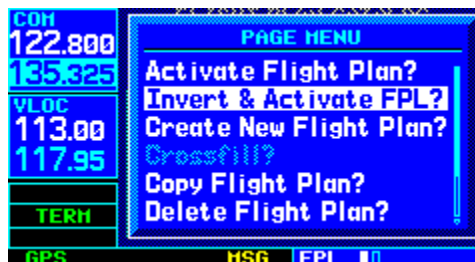 COM
122.800
135.325
VLOC
113.00
117.95
TERM
GPS
PAGE MENU
Activate Flight Plan?
Invert & Activate FPL?
Create New Flight Plan?
Crossfill?
Copy Flight Plan?
Delete Flight Plan?
MSG
FPL